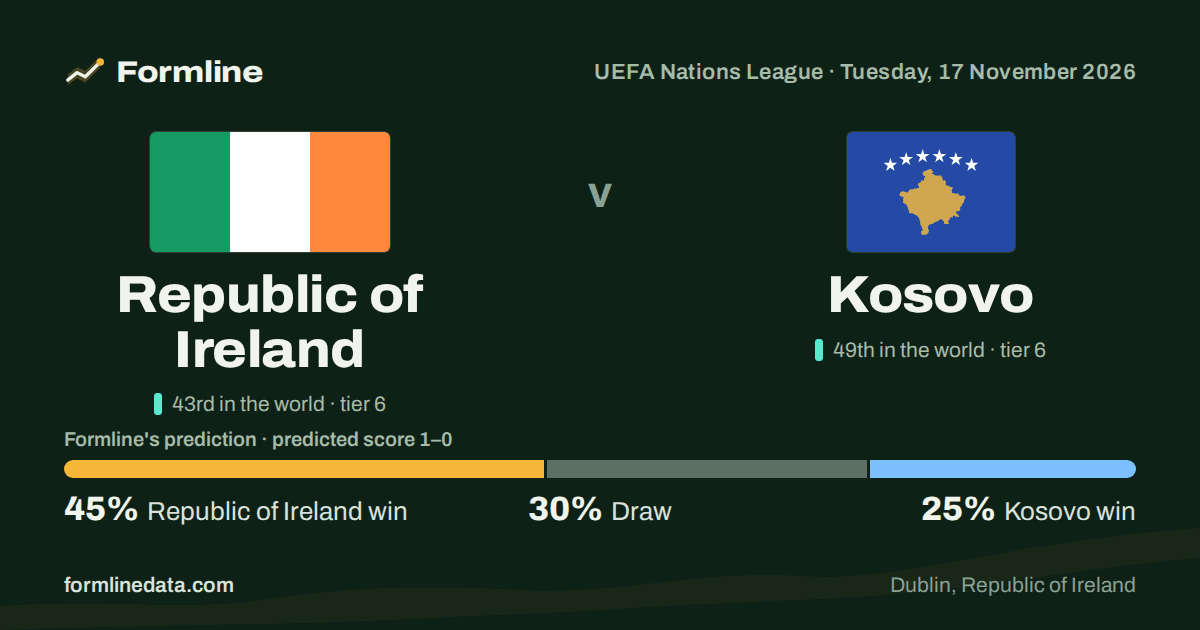 Formline
UEFA Nations League · Tuesday, 17 November 2026
v
Republic of
Ireland
43rd in the world · tier 6
Kosovo
49th in the world · tier 6
Formline's prediction · predicted score 1–0
45% Republic of Ireland win
30% Draw
25% Kosovo win
formlinedata.com
Dublin, Republic of Ireland